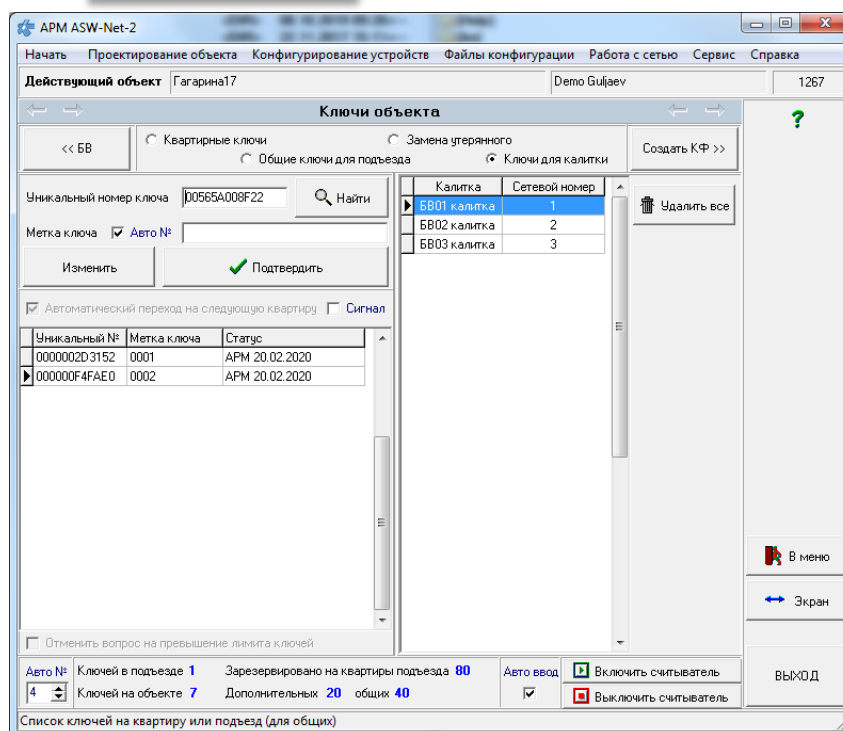 АРМ ASW-Net-2
Начать Проектирование объекта Конфигурирование устройств Файлы конфигурации Работа с сетью Сервис Справка
Действующий объект Гагарина17 Demo Guljaev 1267
Ключи объекта
<< БВ
Квартирные ключи Замена утерянного
Общие ключи для подъезда Ключи для калитки
Создать КФ >>
Уникальный номер ключа 00565A008F22 Найти
Метка ключа Авто №
Изменить Подтвердить
Автоматический переход на следующую квартиру Сигнал
Уникальный № Метка ключа Статус
0000002D3152 0001 АРМ 20.02.2020
000000F4FAE0 0002 АРМ 20.02.2020
Отменить вопрос на превышение лимита ключей
Калитка Сетевой номер
БВ01 калитка 1
БВ02 калитка 2
БВ03 калитка 3
Удалить все
?
В меню
Экран
ВЫХОД
Авто № Ключей в подъезде 1 Зарезервировано на квартиры подъезда 80 Авто ввод Включить считыватель
4 Ключей на объекте 7 Дополнительных 20 общих 40 Выключить считыватель
Список ключей на квартиру или подъезд (для общих)